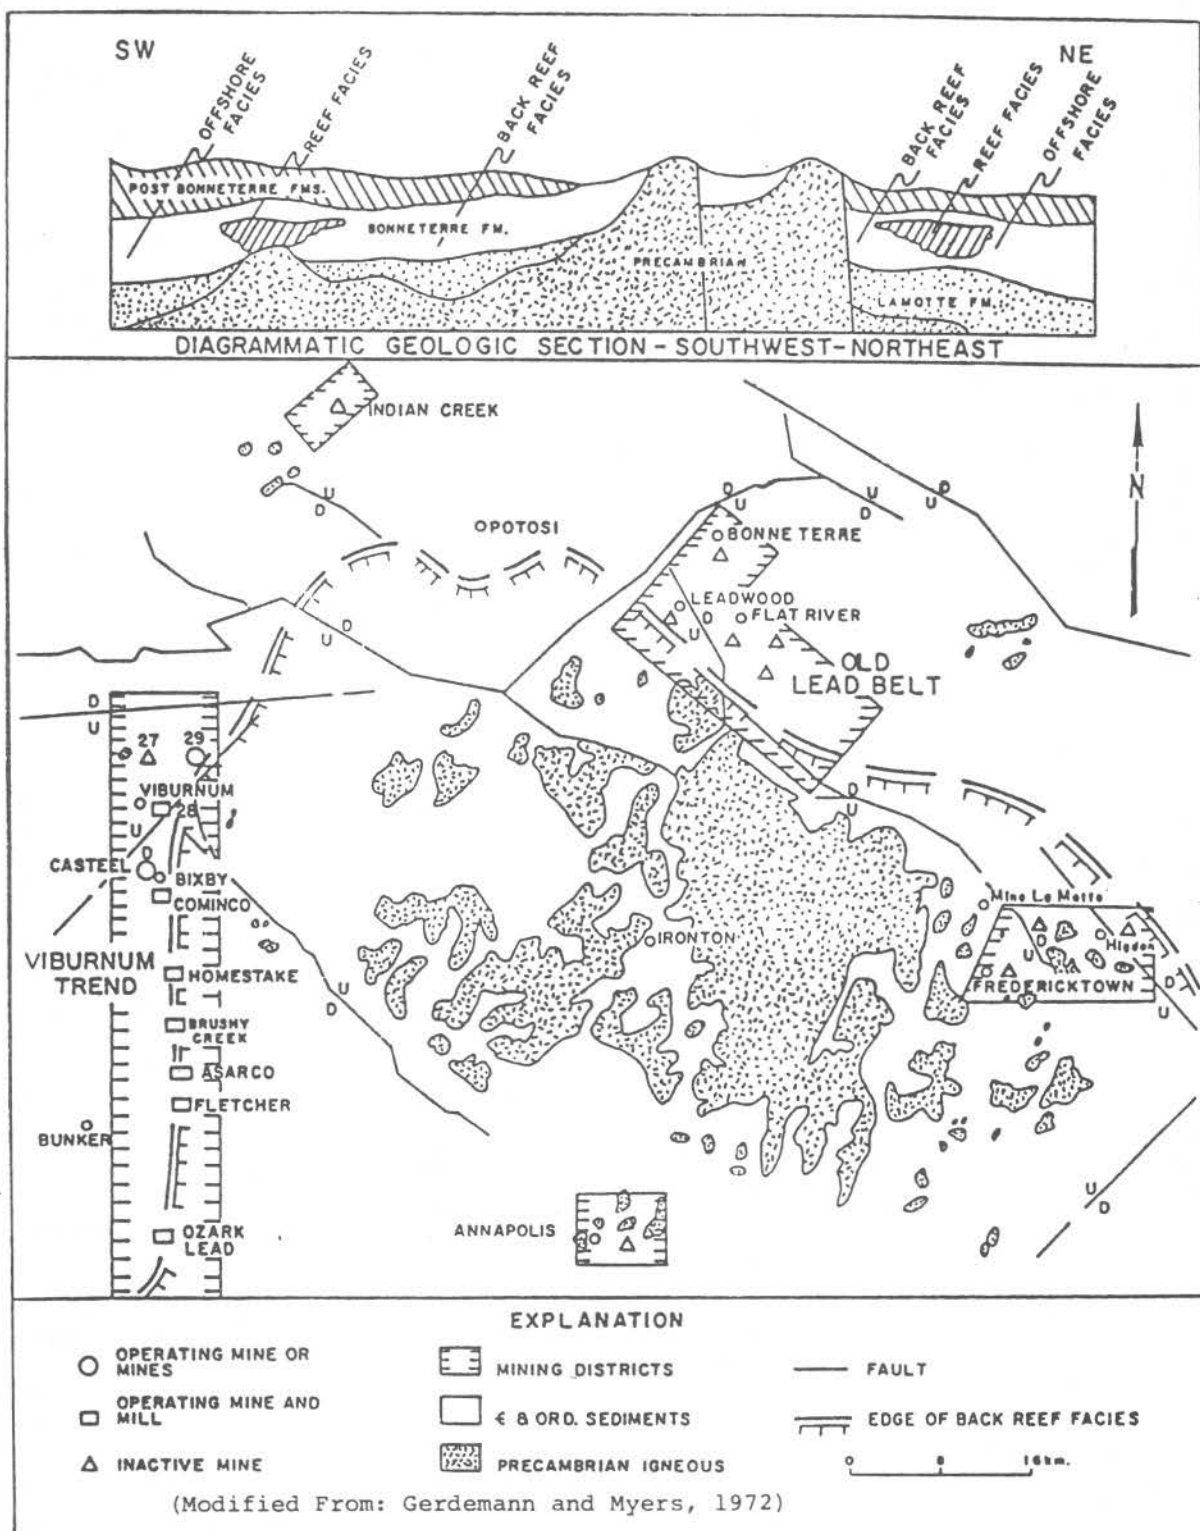 SW
NE
OFFSHORE FACIES
REEF FACIES
BACK REEF FACIES
BACK REEF FACIES
REEF FACIES
OFFSHORE FACIES
POST BONNETERRE FMS.
BONNETERRE FM.
PRECAMBRIAN
LAMOTTE FM.
DIAGRAMMATIC GEOLOGIC SECTION - SOUTHWEST-NORTHEAST
INDIAN CREEK
N
U
D
POTOSI
D
U
U
D
D
U
BONNE TERRE
LEADWOOD
U
D
FLAT RIVER
U
D
OLD
LEAD BELT
D
U
27
29
VIBURNUM
28
U
D
CASTEEL
BIXBY
COMINCO
VIBURNUM
TREND
HOMESTAKE
BRUSHY
CREEK
ASARCO
FLETCHER
BUNKER
OZARK
LEAD
U
D
IRONTON
D
U
Mine La Motte
D
U
Higdon
FREDERICKTOWN
D
U
U
D
ANNAPOLIS
EXPLANATION
OPERATING MINE OR
MINES
OPERATING MINE AND
MILL
INACTIVE MINE
MINING DISTRICTS
€ & ORD. SEDIMENTS
PRECAMBRIAN IGNEOUS
FAULT
EDGE OF BACK REEF FACIES
0 8 16 km.
(Modified From: Gerdemann and Myers, 1972)